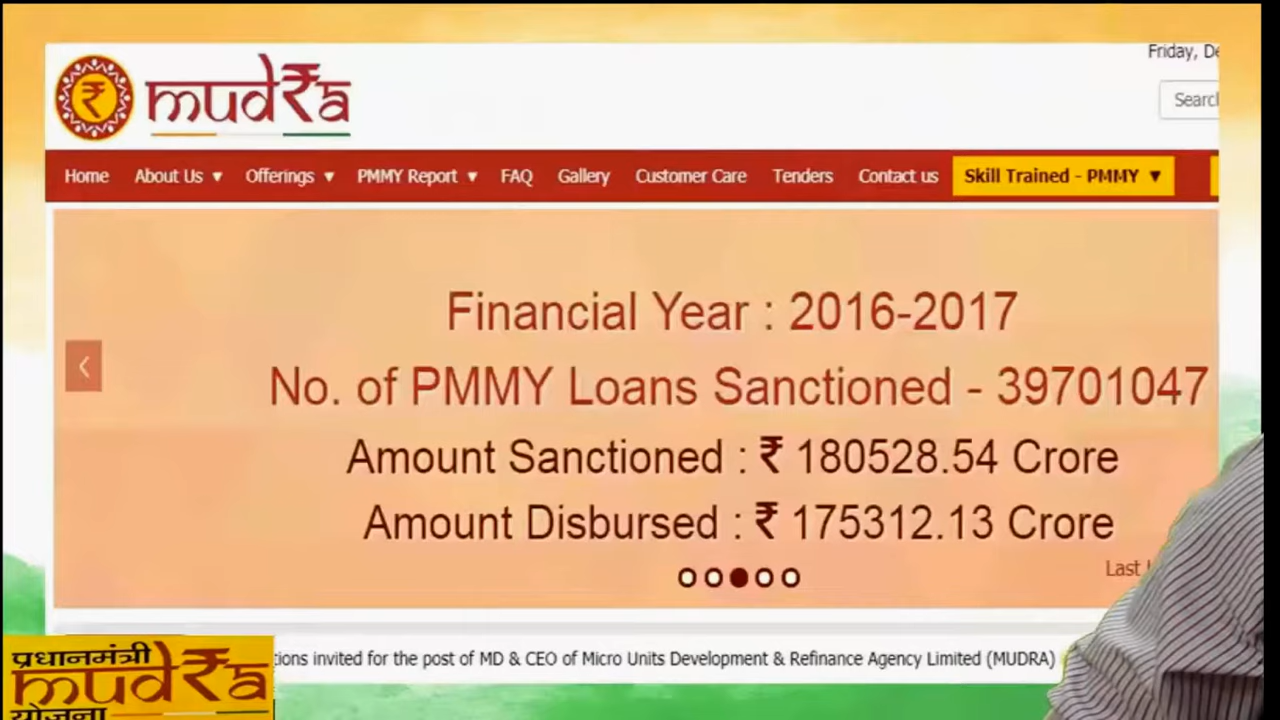 Friday, De
mudra
Search
Home About Us ▼ Offerings ▼ PMMY Report ▼ FAQ Gallery Customer Care Tenders Contact us Skill Trained - PMMY ▼
Financial Year : 2016-2017
No. of PMMY Loans Sanctioned - 39701047
Amount Sanctioned : ₹ 180528.54 Crore
Amount Disbursed : ₹ 175312.13 Crore
Last
tions invited for the post of MD & CEO of Micro Units Development & Refinance Agency Limited (MUDRA)
प्रधानमंत्री
mud₹a
योजना